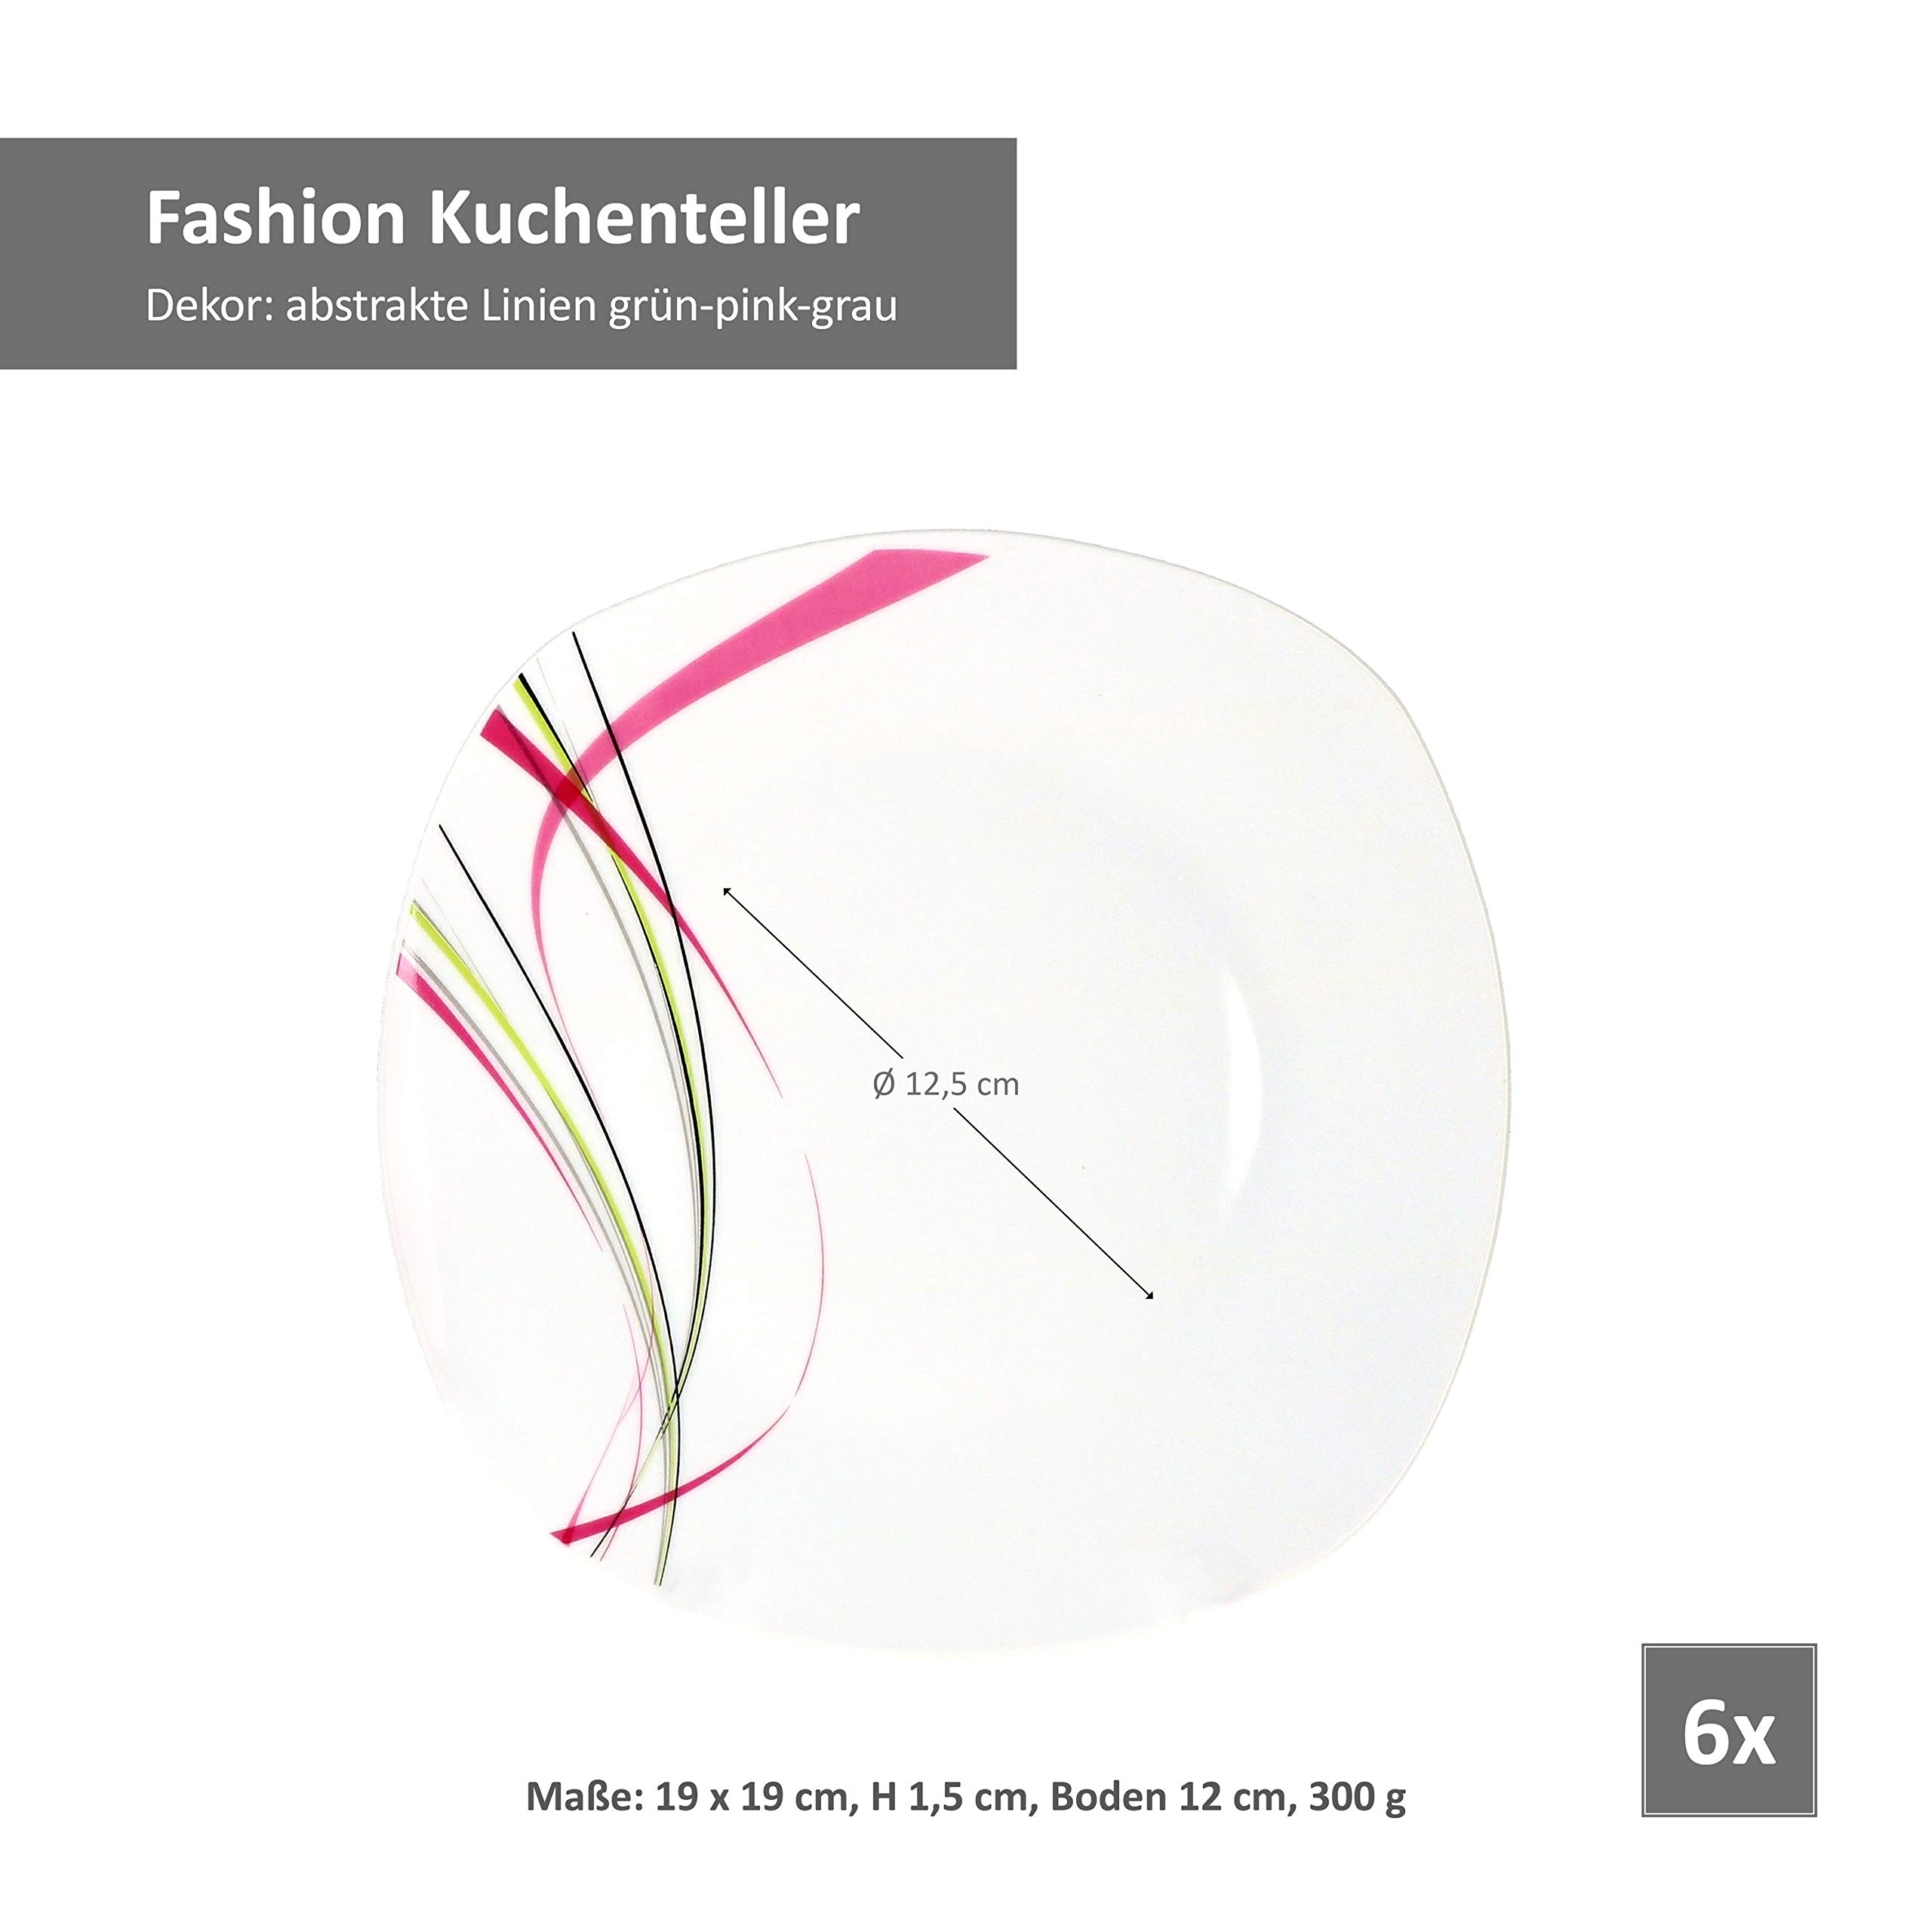 Fashion Kuchenteller
Dekor: abstrakte Linien grün-pink-grau
Ø 12,5 cm
6x
Maße: 19 x 19 cm, H 1,5 cm, Boden 12 cm, 300 g